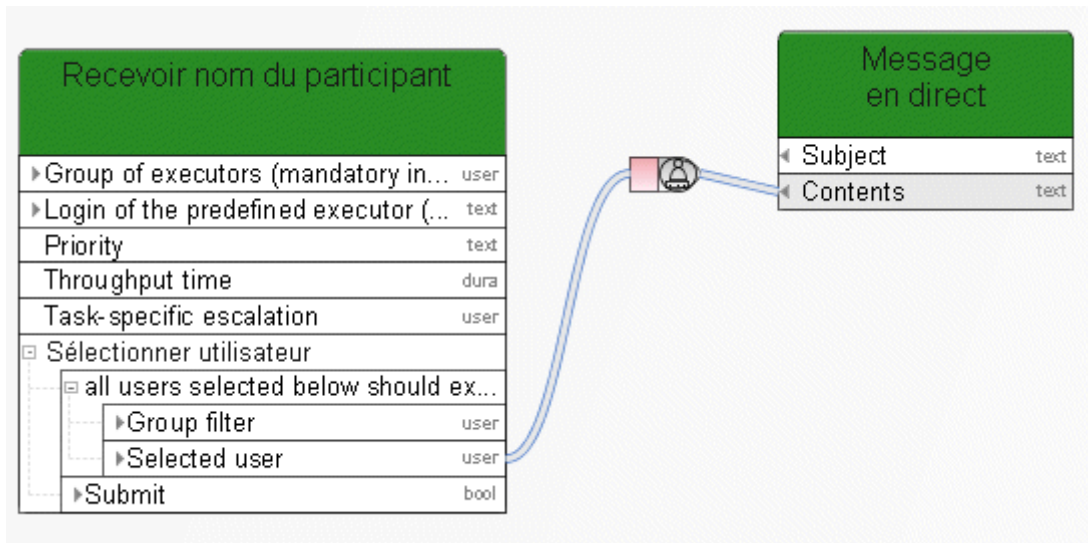 Recevoir nom du participant
Group of executors (mandatory in... user
Login of the predefined executor (... text
Priority text
Throughput time dura
Task-specific escalation user
Sélectionner utilisateur
all users selected below should ex...
Group filter user
Selected user user
Submit bool
Message
en direct
Subject text
Contents text